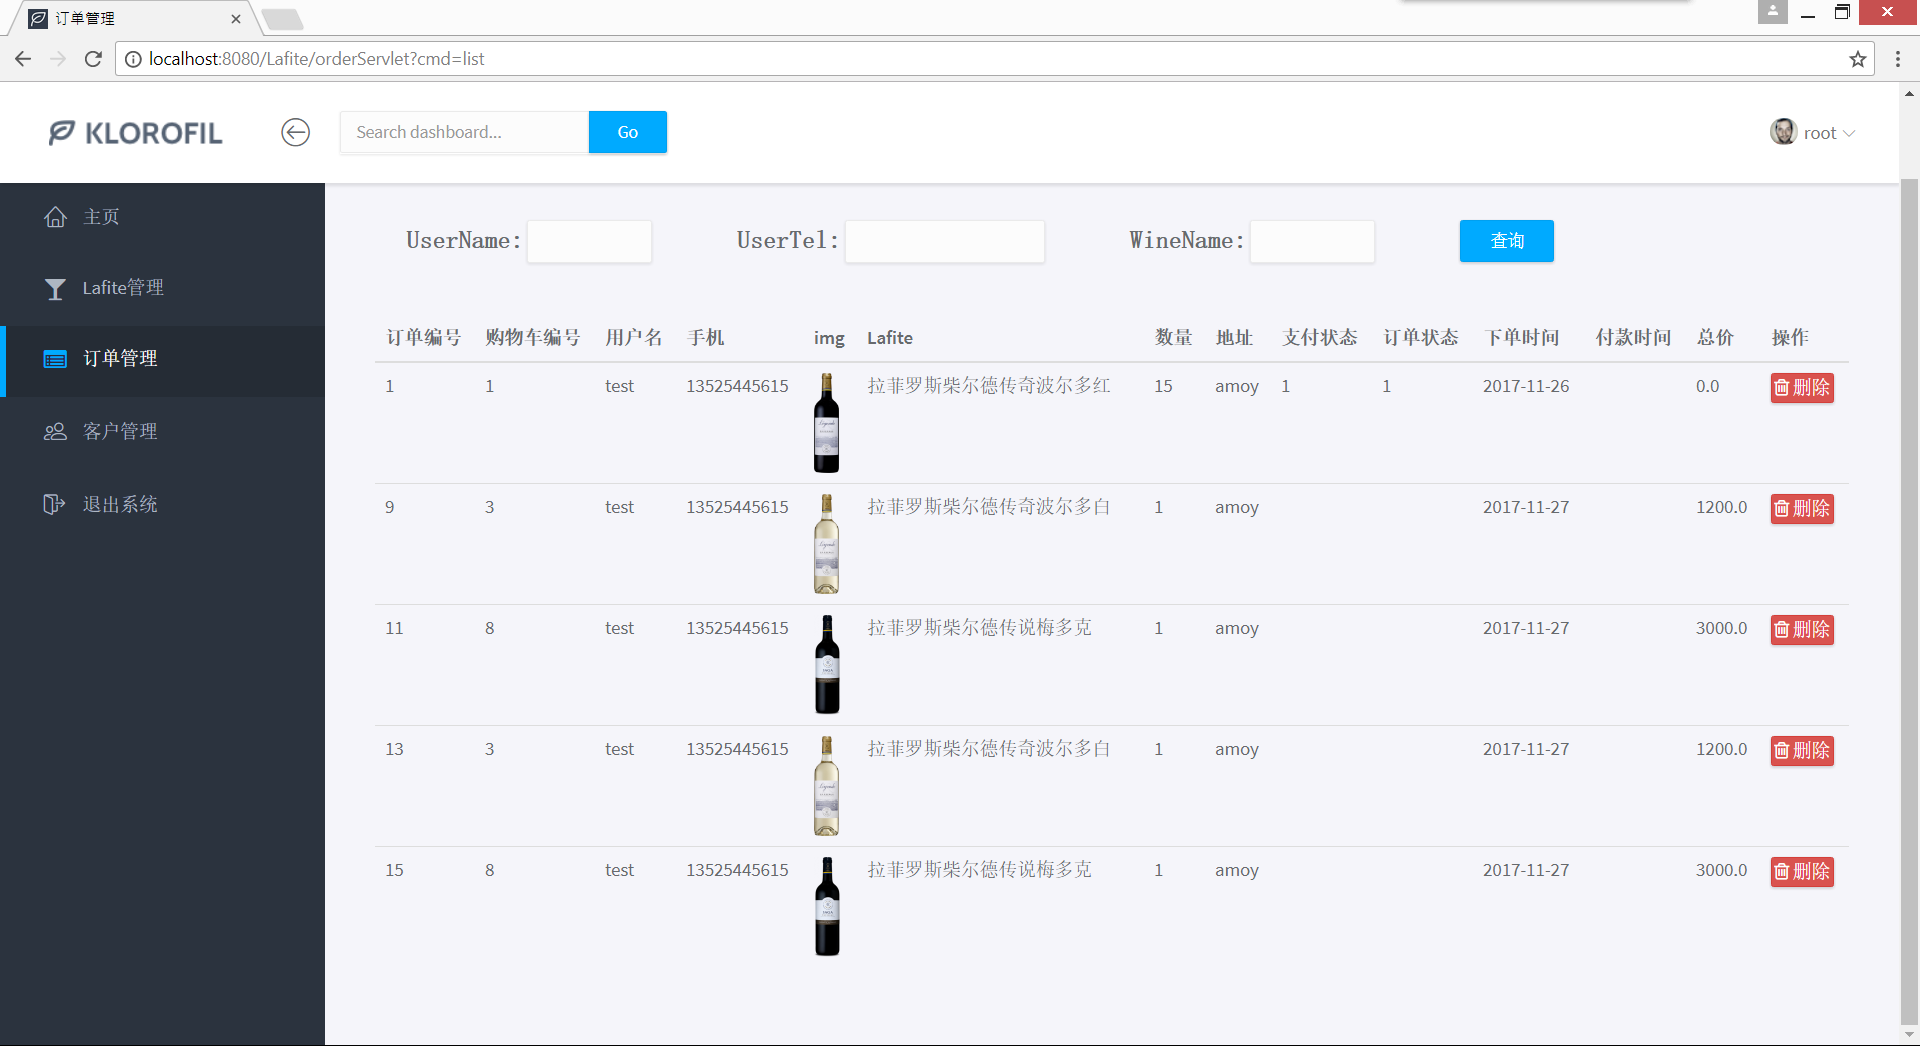 订单管理
localhost:8080/Lafite/orderServlet?cmd=list
KLOROFIL
Search dashboard...
Go
root
主页
Lafite管理
订单管理
客户管理
退出系统
UserName:
UserTel:
WineName:
查询
订单编号 购物车编号 用户名 手机 img Lafite 数量 地址 支付状态 订单状态 下单时间 付款时间 总价 操作
1 1 test 13525445615 拉菲罗斯柴尔德传奇波尔多红 15 amoy 1 1 2017-11-26 0.0 删除
9 3 test 13525445615 拉菲罗斯柴尔德传奇波尔多白 1 amoy 2017-11-27 1200.0 删除
11 8 test 13525445615 拉菲罗斯柴尔德传说梅多克 1 amoy 2017-11-27 3000.0 删除
13 3 test 13525445615 拉菲罗斯柴尔德传奇波尔多白 1 amoy 2017-11-27 1200.0 删除
15 8 test 13525445615 拉菲罗斯柴尔德传说梅多克 1 amoy 2017-11-27 3000.0 删除